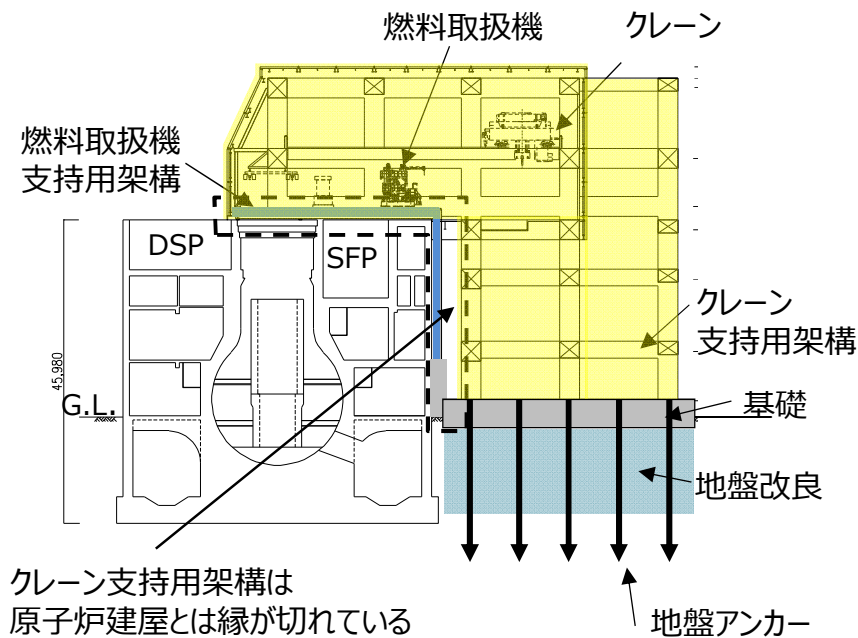 燃料取扱機
クレーン
燃料取扱機
支持用架構
DSP
SFP
クレーン
支持用架構
45,980
G.L.
基礎
地盤改良
クレーン支持用架構は
原子炉建屋とは縁が切れている
地盤アンカー